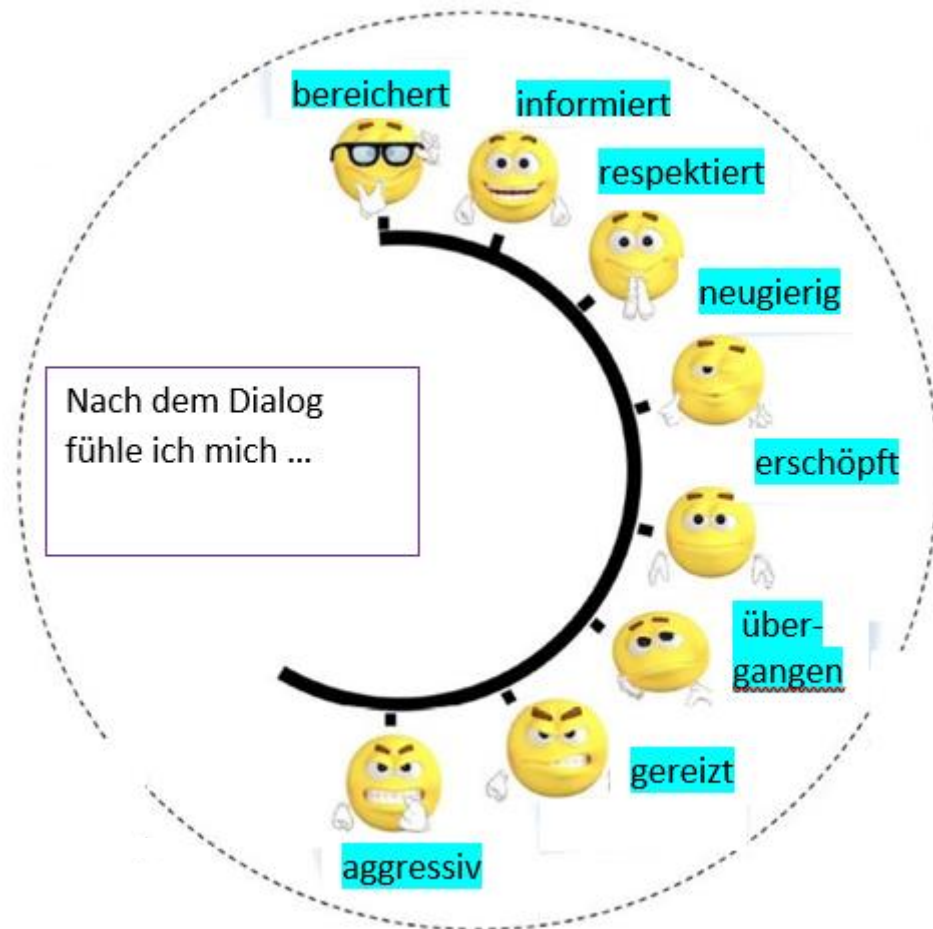 bereichert
informiert
respektiert
neugierig
Nach dem Dialog
fühle ich mich ...
erschöpft
über-
gangen
gereizt
aggressiv